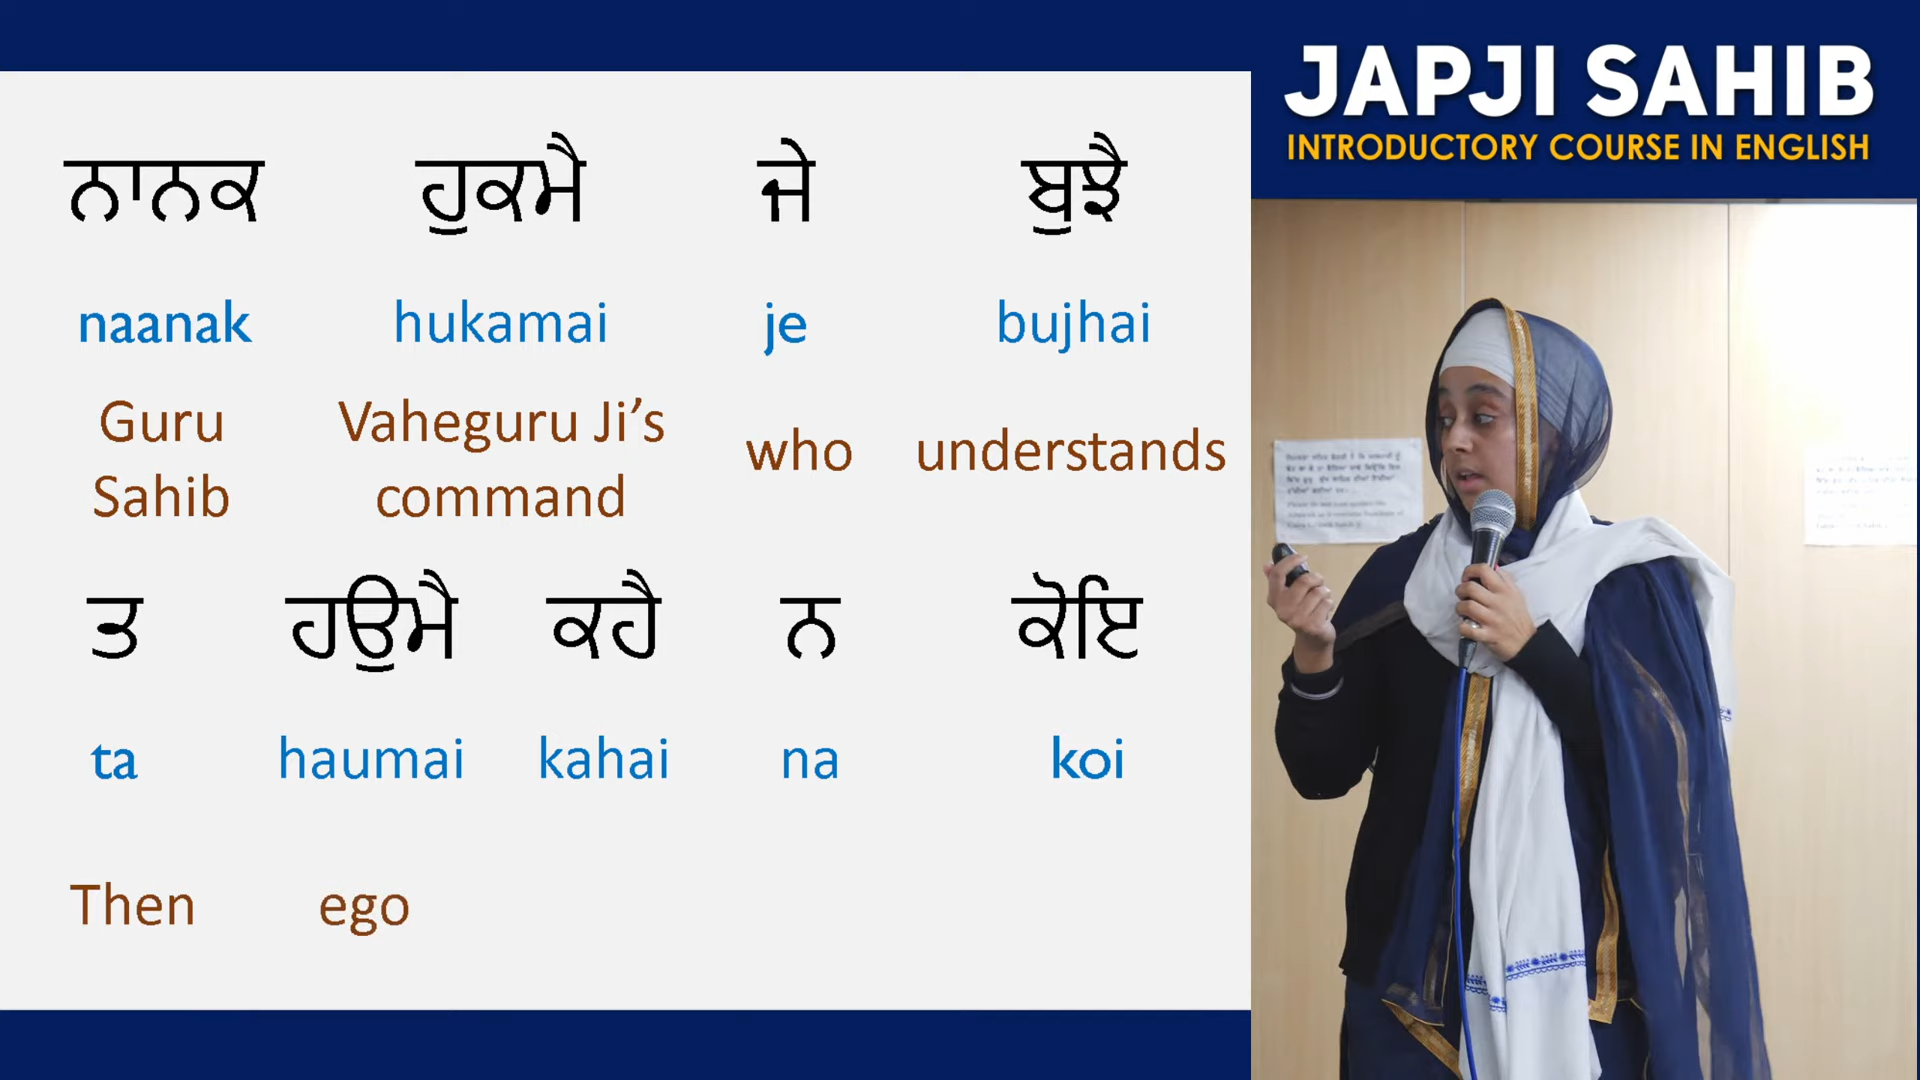 JAPJI SAHIB
INTRODUCTORY COURSE IN ENGLISH
ਨਾਨਕ ਹੁਕਮੈ ਜੇ ਬੁਝੈ
naanak hukamai je bujhai
Guru Sahib Vaheguru Ji’s command who understands
ਤ ਹਉਮੈ ਕਹੈ ਨ ਕੋਇ
ta haumai kahai na koi
Then ego